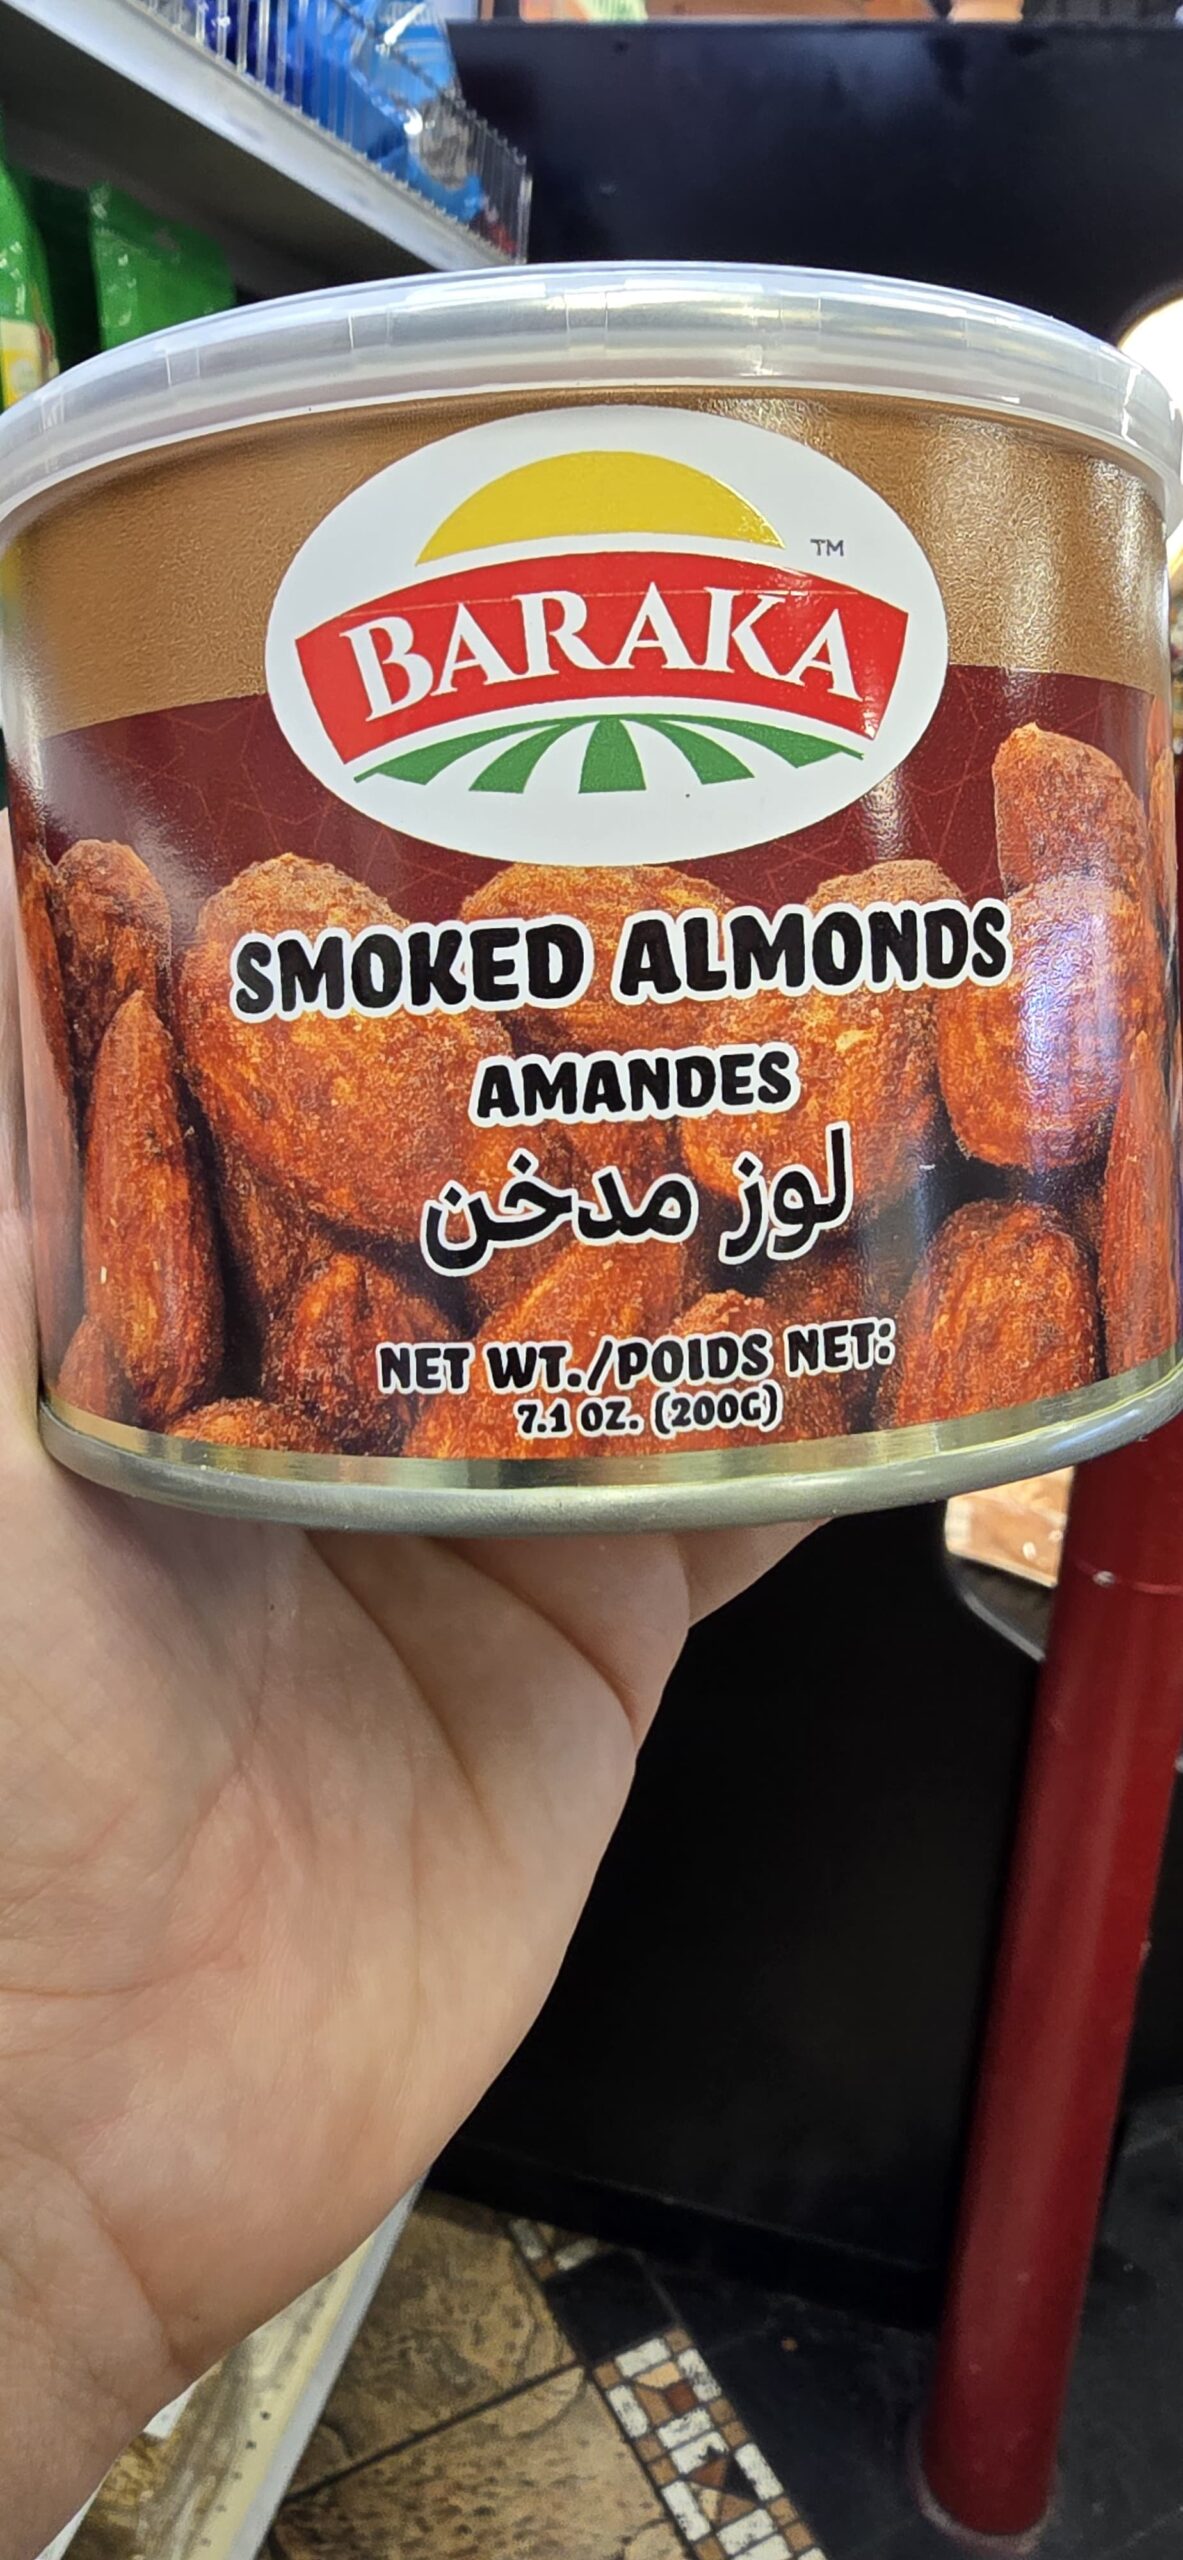 BARAKA
TM
SMOKED ALMONDS
AMANDES
لوز مدخن
NET WT./POIDS NET:
7.1 OZ. (200G)